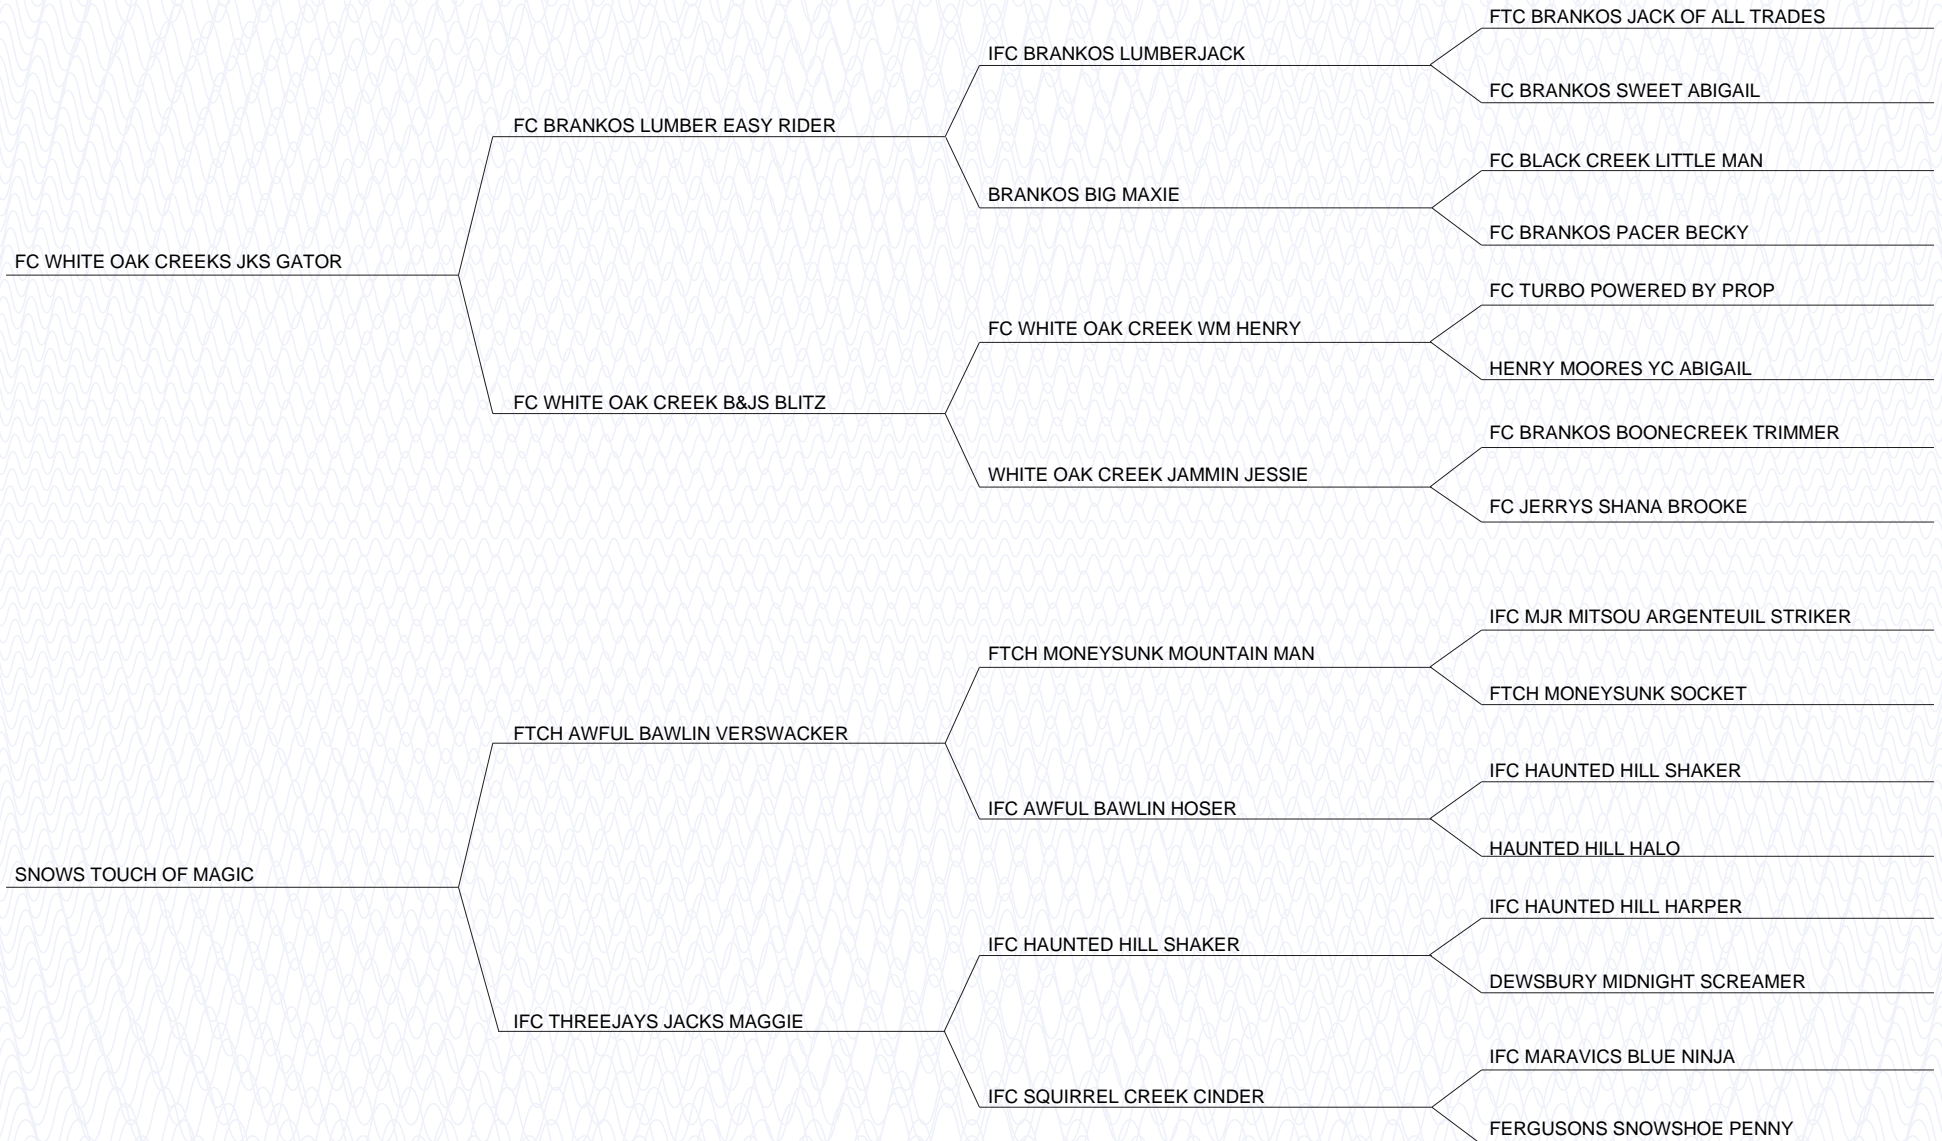 FTC BRANKOS JACK OF ALL TRADES
IFC BRANKOS LUMBERJACK
FC BRANKOS SWEET ABIGAIL
FC BRANKOS LUMBER EASY RIDER
FC BLACK CREEK LITTLE MAN
BRANKOS BIG MAXIE
FC BRANKOS PACER BECKY
FC WHITE OAK CREEKS JKS GATOR
FC TURBO POWERED BY PROP
FC WHITE OAK CREEK WM HENRY
HENRY MOORES YC ABIGAIL
FC WHITE OAK CREEK B&JS BLITZ
FC BRANKOS BOONECREEK TRIMMER
WHITE OAK CREEK JAMMIN JESSIE
FC JERRYS SHANA BROOKE
IFC MJR MITSOU ARGENTEUIL STRIKER
FTCH MONEYSUNK MOUNTAIN MAN
FTCH MONEYSUNK SOCKET
FTCH AWFUL BAWLIN VERSWACKER
IFC HAUNTED HILL SHAKER
IFC AWFUL BAWLIN HOSER
HAUNTED HILL HALO
SNOWS TOUCH OF MAGIC
IFC HAUNTED HILL HARPER
IFC HAUNTED HILL SHAKER
DEWSBURY MIDNIGHT SCREAMER
IFC THREEJAYS JACKS MAGGIE
IFC MARAVICS BLUE NINJA
IFC SQUIRREL CREEK CINDER
FERGUSONS SNOWSHOE PENNY